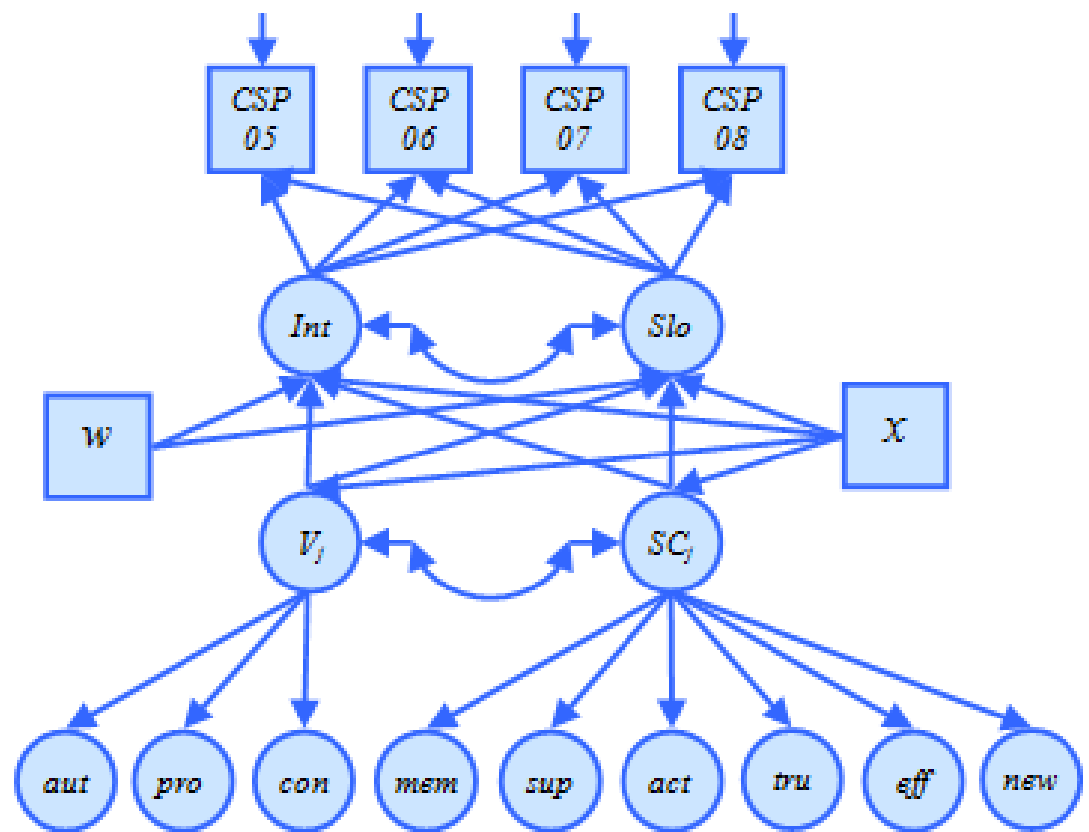 CSP
05
CSP
06
CSP
07
CSP
08
Int
Slo
W
X
Vj
SCj
aut
pro
con
mem
sup
act
tru
eff
new